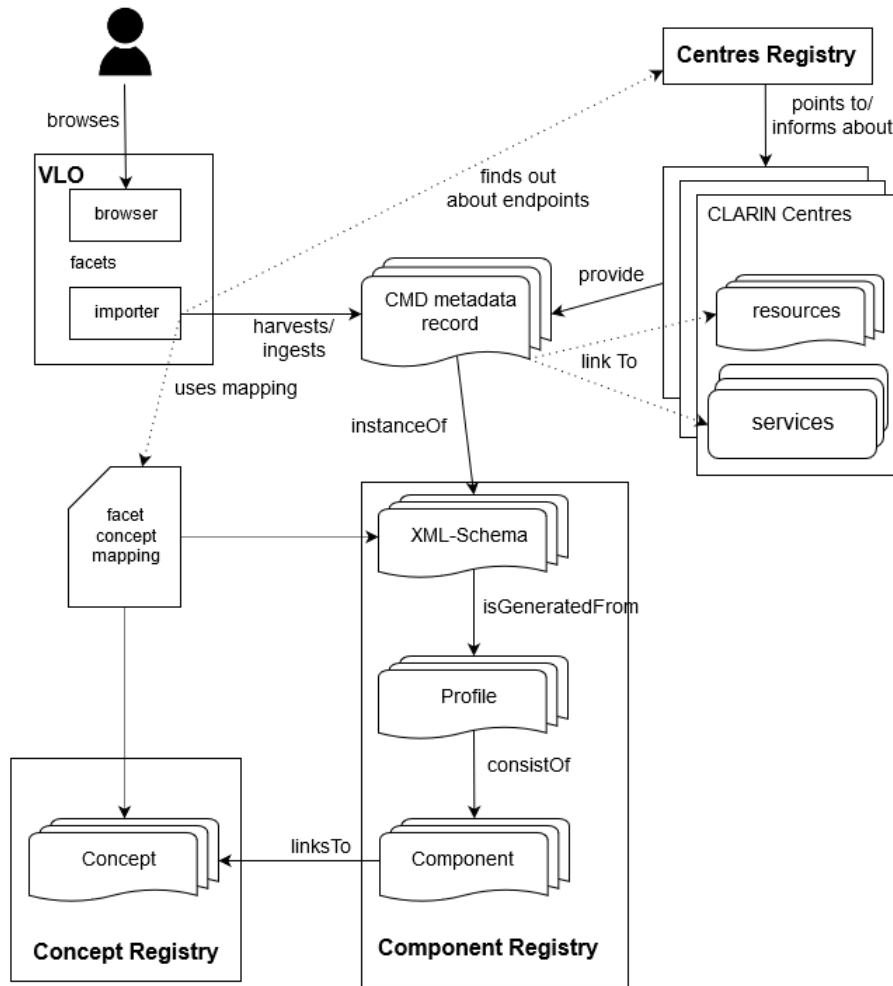 Centres Registry
browses
points to/
informs about
VLO
browser
facets
importer
finds out
about endpoints
CLARIN Centres
resources
services
provide
CMD metadata
record
harvests/
ingests
link To
uses mapping
instanceOf
facet
concept
mapping
XML-Schema
isGeneratedFrom
Profile
consistOf
Concept
linksTo
Component
Concept Registry
Component Registry